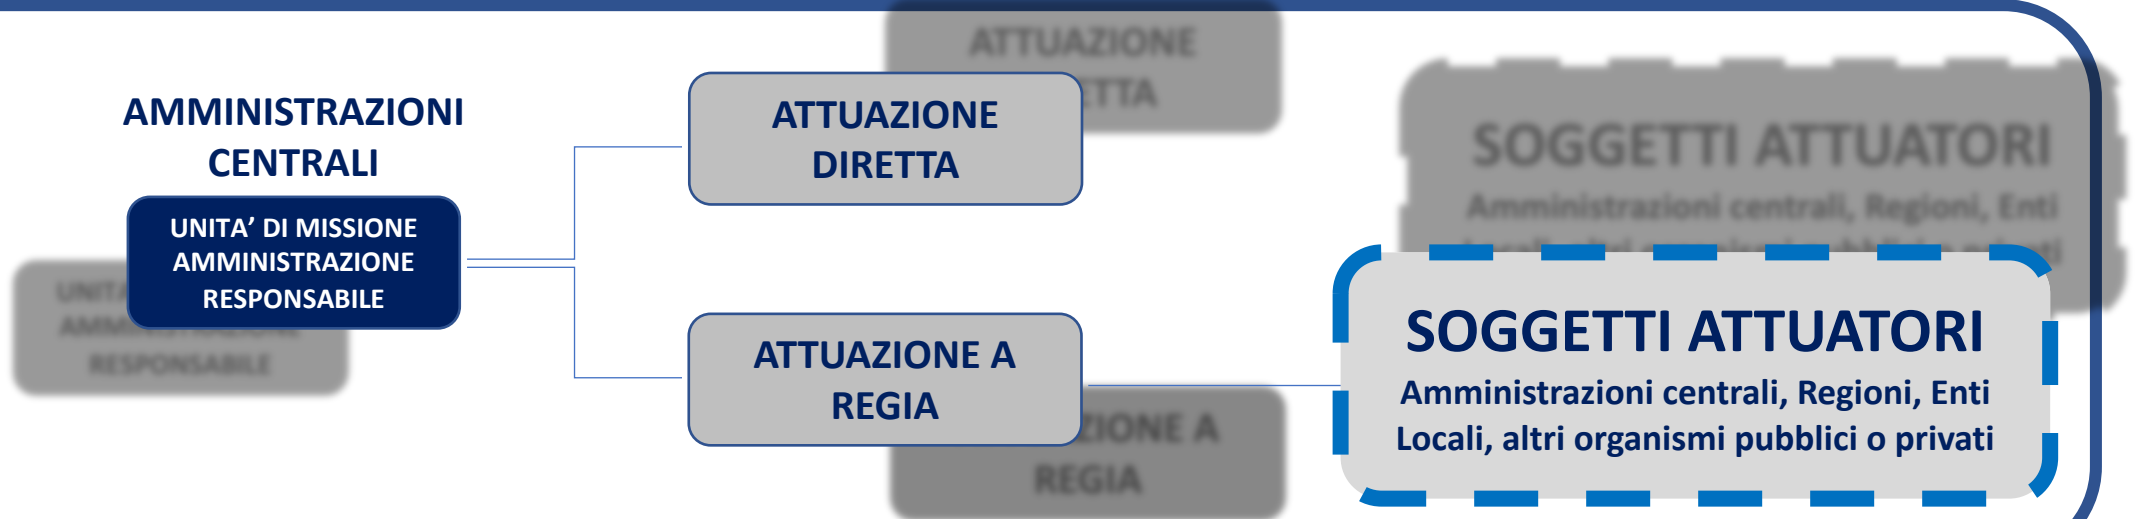 AMMINISTRAZIONI
CENTRALI
UNITA’ DI MISSIONE
AMMINISTRAZIONE
RESPONSABILE
ATTUAZIONE
DIRETTA
ATTUAZIONE A
REGIA
SOGGETTI ATTUATORI
Amministrazioni centrali, Regioni, Enti
Locali, altri organismi pubblici o privati